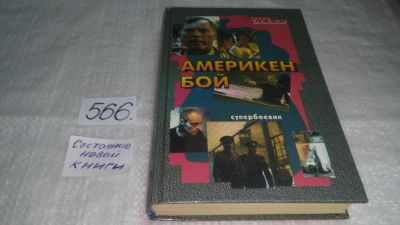 АМЕРИКЕН
БОЙ
супербоевик
566.
Состояние
новой
книги